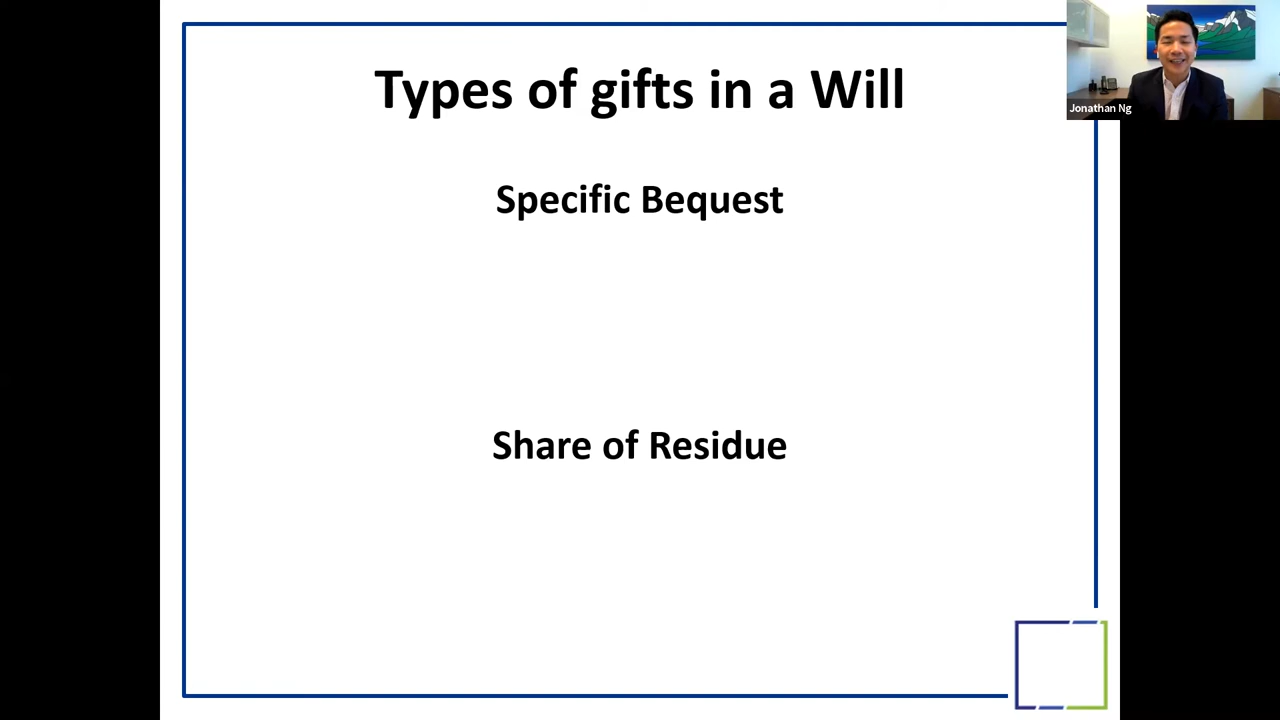 Types of gifts in a Will
Jonathan Ng
Specific Bequest
Share of Residue